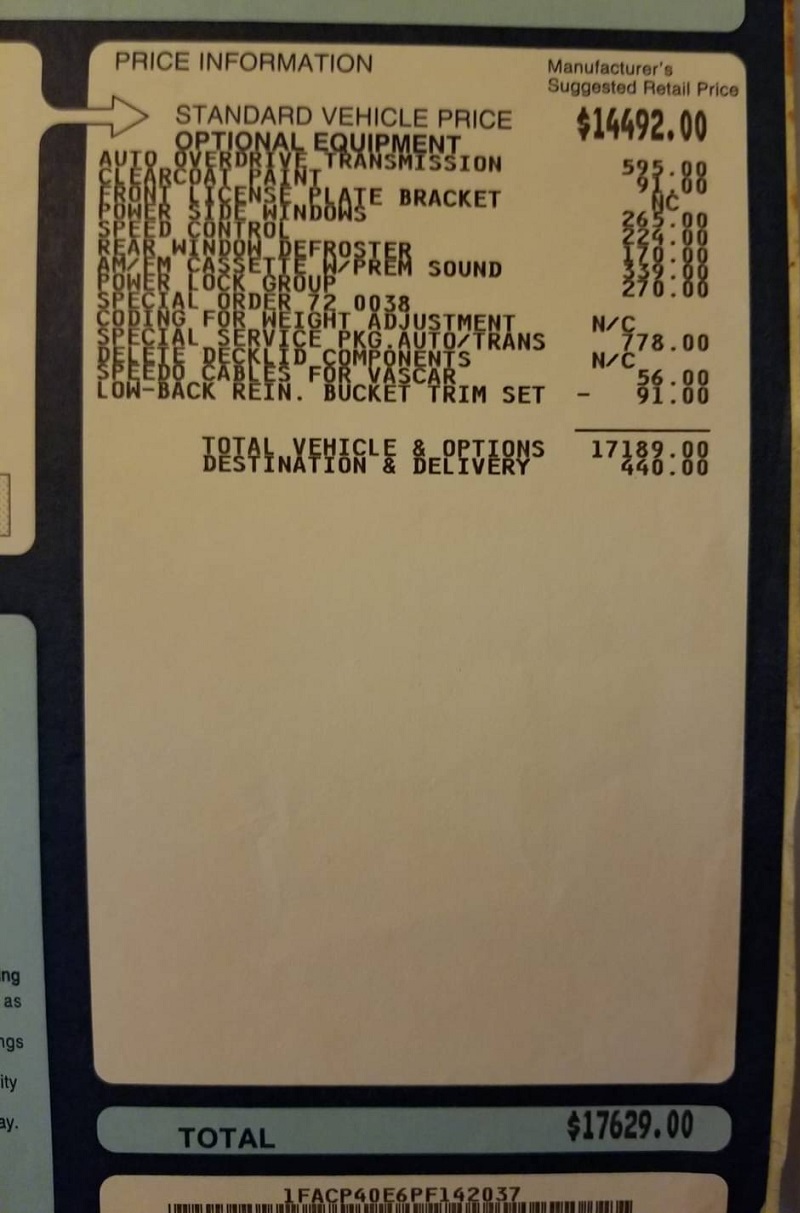 PRICE INFORMATION
Manufacturer's
Suggested Retail Price
STANDARD VEHICLE PRICE $14492.00
OPTIONAL EQUIPMENT
AUTO OVERDRIVE TRANSMISSION 595.00
CLEARCOAT PAINT 91.00
FRONT LICENSE PLATE BRACKET NC
POWER SIDE WINDOWS 265.00
SPEED CONTROL 224.00
REAR WINDOW DEFROSTER 170.00
AM/FM CASSETTE W/PREM SOUND 339.00
POWER LOCK GROUP 270.00
SPECIAL ORDER 72 0038
CODING FOR WEIGHT ADJUSTMENT N/C
SPECIAL SERVICE PKG.AUTO/TRANS 778.00
DELETE DECKLID COMPONENTS N/C
SPEEDO CABLES FOR VASCAR 56.00
LOW-BACK REIN. BUCKET TRIM SET - 91.00
TOTAL VEHICLE & OPTIONS 17189.00
DESTINATION & DELIVERY 440.00
ng
as
ngs
ity
ay.
TOTAL $17629.00
1FACP40E6PF142037